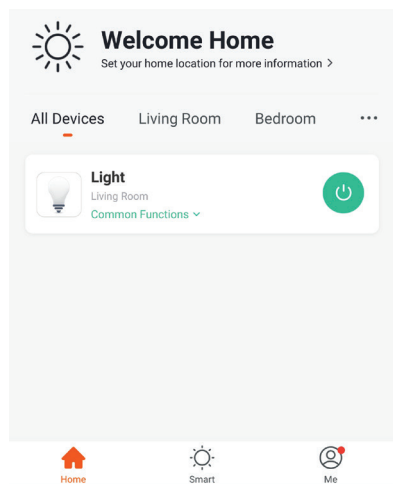 Welcome Home
Set your home location for more information >
All Devices Living Room Bedroom ...
Light
Living Room
Common Functions
Home Smart Me